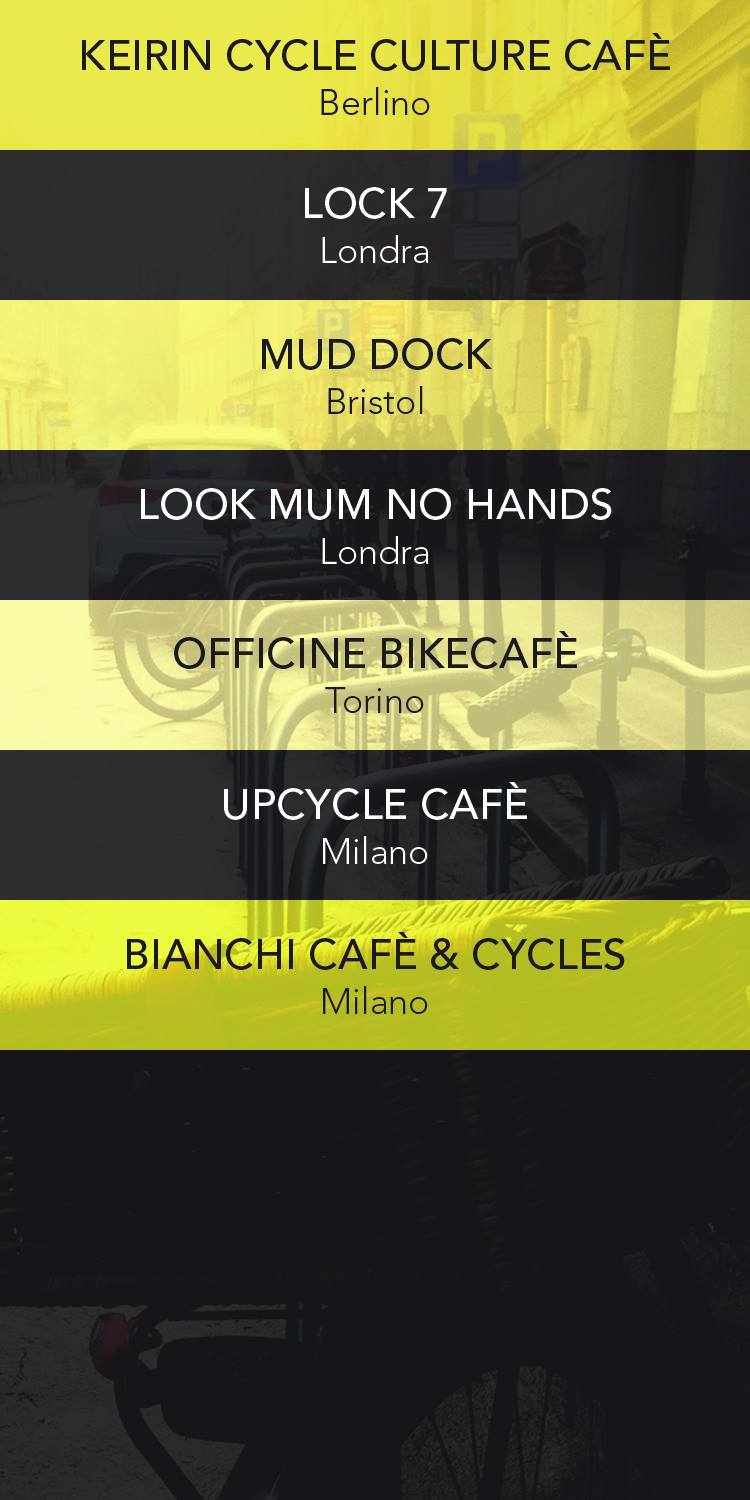 KEIRIN CYCLE CULTURE CAFÈ
Berlino
P
LOCK 7
Londra
P
MUD DOCK
Bristol
LOOK MUM NO HANDS
Londra
OFFICINE BIKECAFÈ
Torino
UPCYCLE CAFÈ
Milano
BIANCHI CAFÈ & CYCLES
Milano